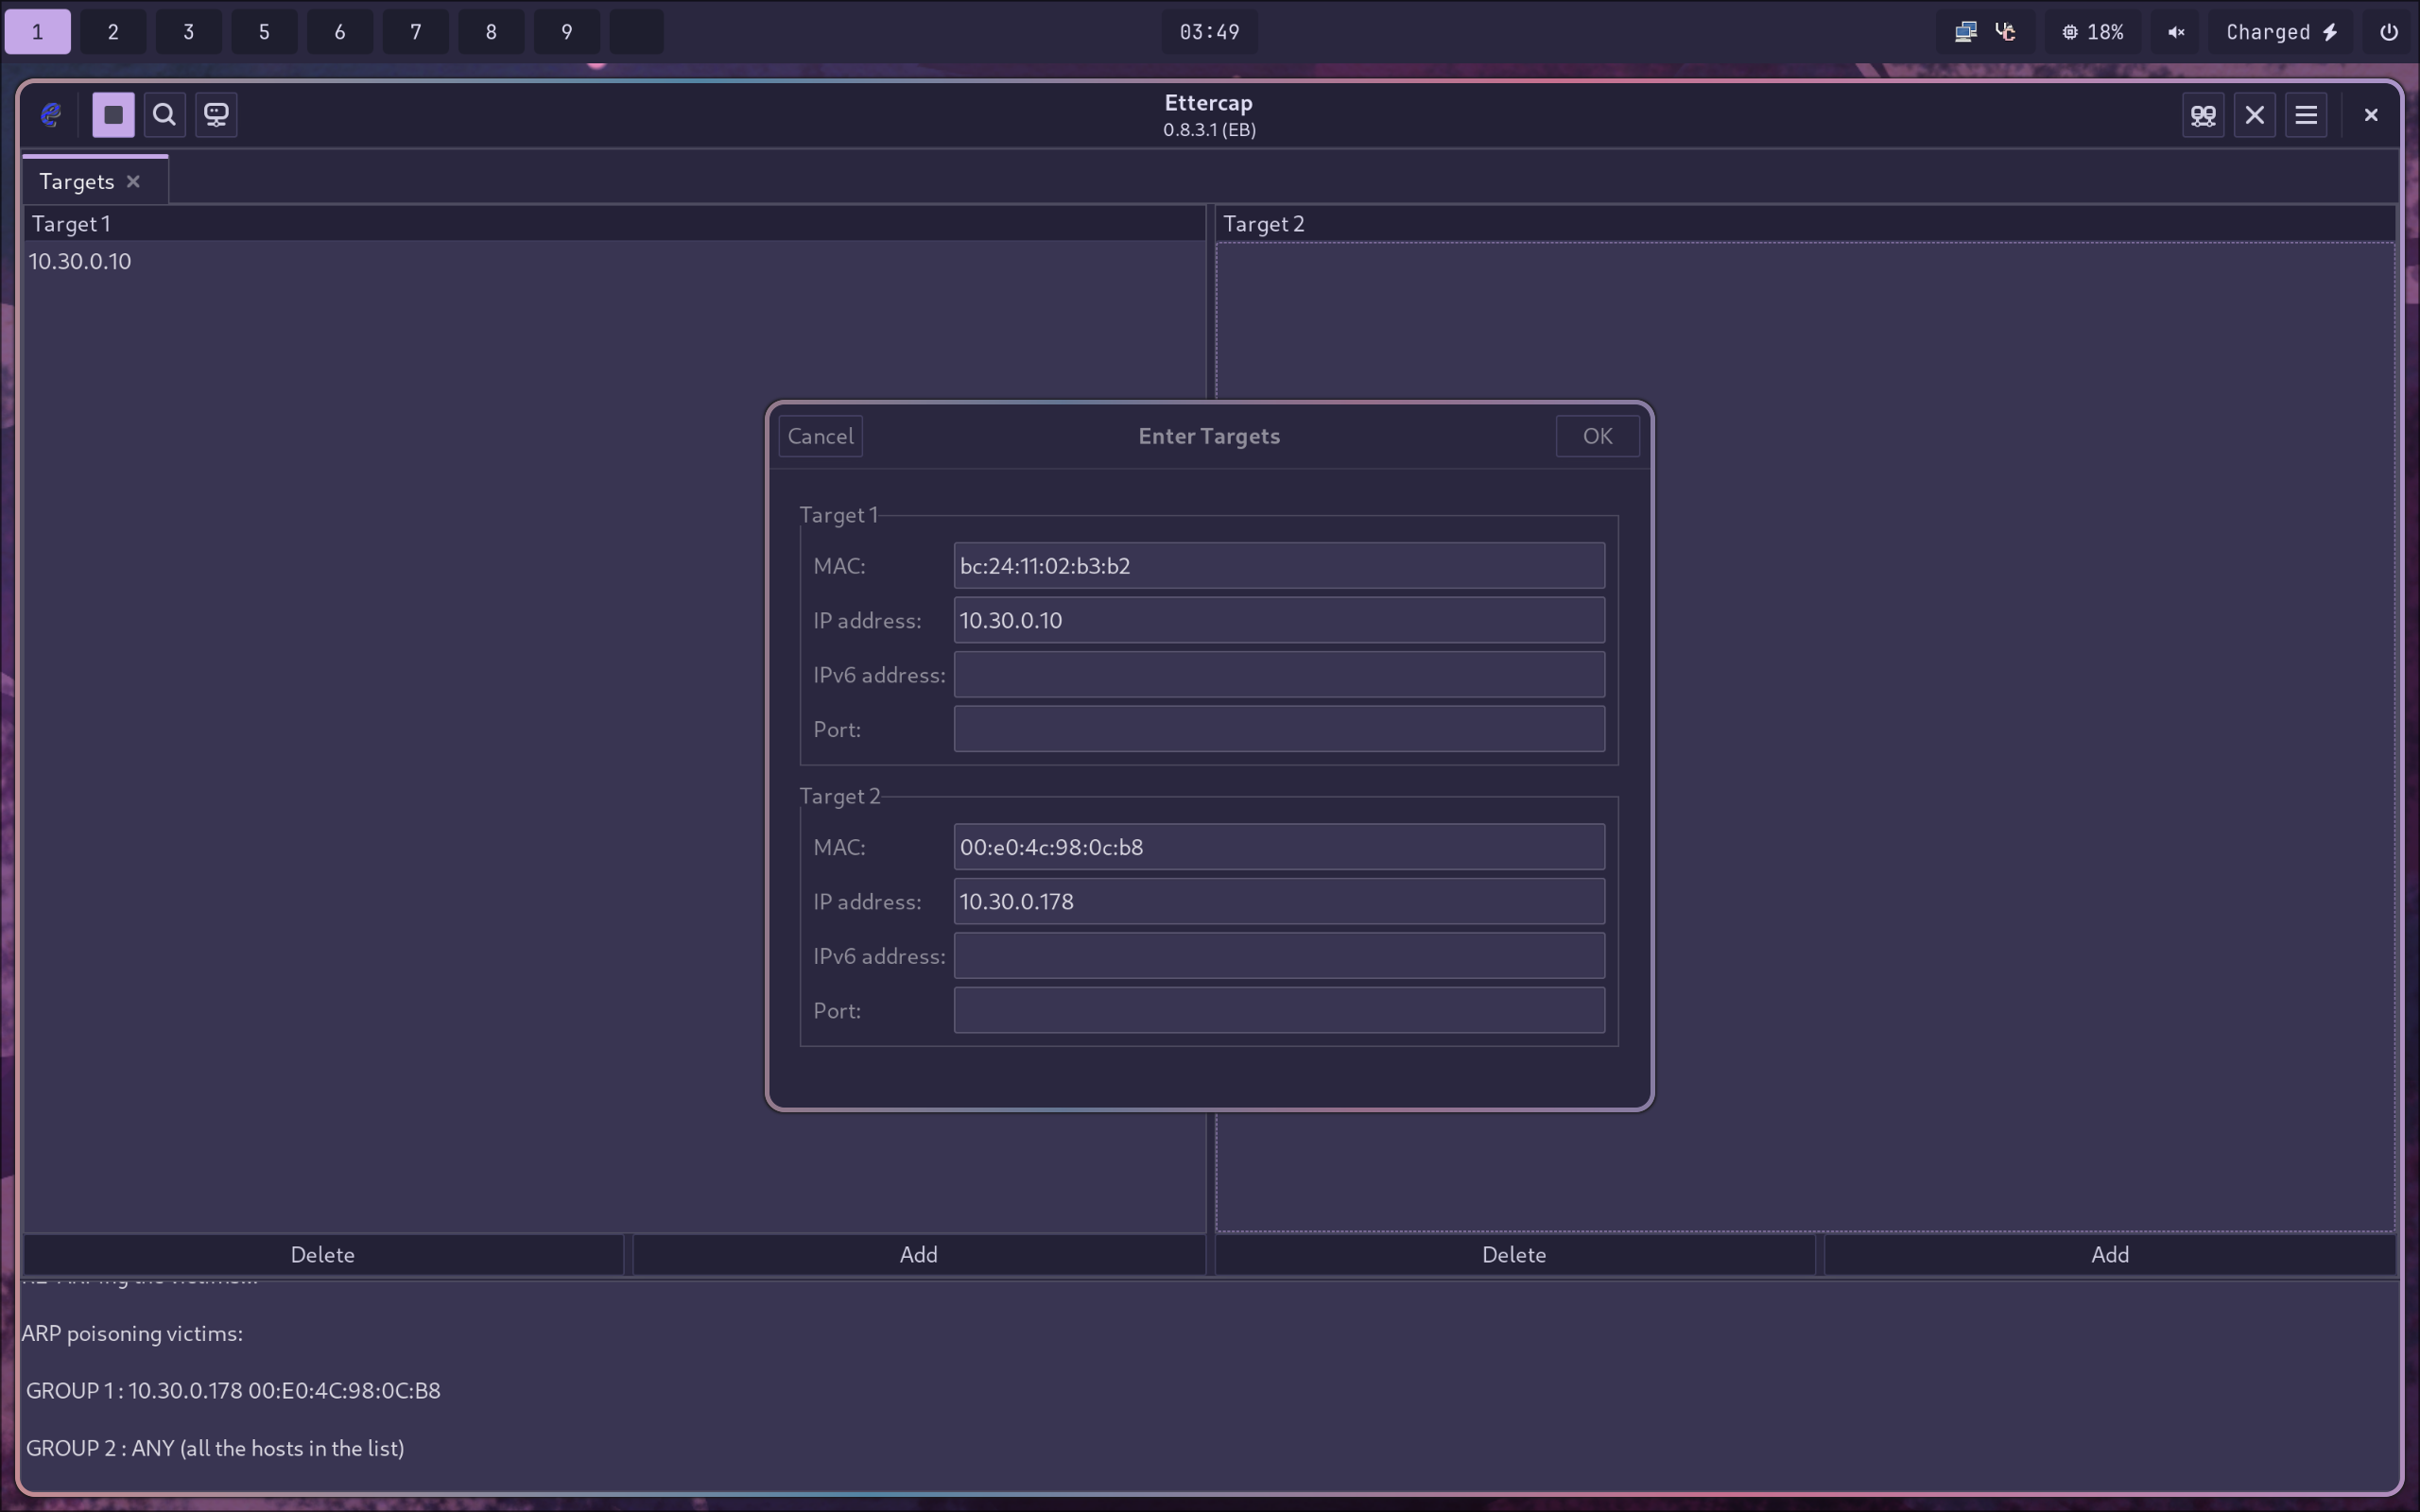 1 2 3 5 6 7 8 9 03:49 18% Charged
Ettercap
0.8.3.1 (EB)
Targets
Target 1
Target 2
10.30.0.10
Cancel Enter Targets OK
Target 1
MAC: bc:24:11:02:b3:b2
IP address: 10.30.0.10
IPv6 address:
Port:
Target 2
MAC: 00:e0:4c:98:0c:b8
IP address: 10.30.0.178
IPv6 address:
Port:
Delete Add Delete Add
ARP poisoning victims:
GROUP 1 : 10.30.0.178 00:E0:4C:98:0C:B8
GROUP 2 : ANY (all the hosts in the list)